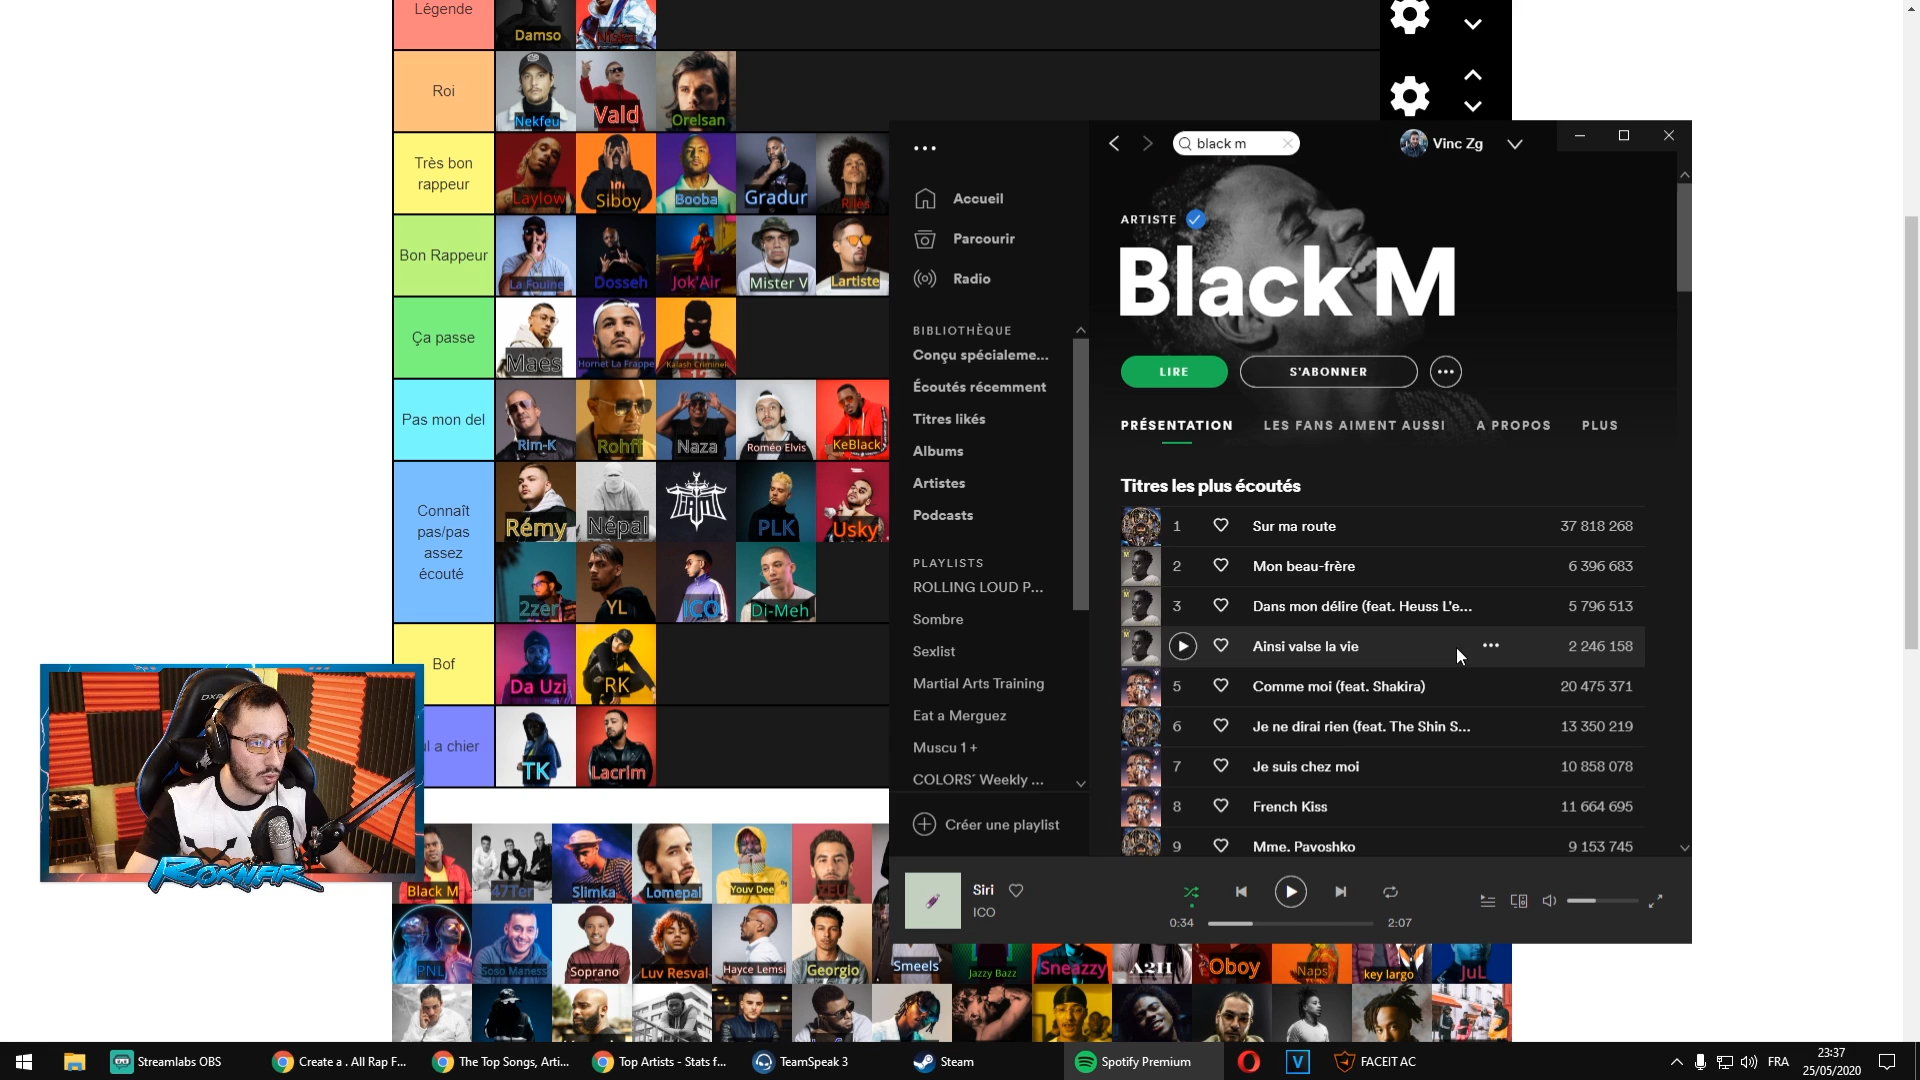 Légende
Damso
Roi
Nekfeu
Vald
Orelsan
Très bon
rappeur
Laylow
Siboy
Booba
Gradur
Rilès
Bon Rappeur
La Fouine
Dosseh
Jok'Air
Mister V
Lartiste
Ça passe
Maes
Hornet La Frappe
Kalash Criminel
Pas mon del
Rim-K
Rohff
Naza
Roméo Elvis
KeBlack
Connaît
pas/pas
assez
écouté
Rémy
Népal
PLK
Usky
2zer
YL
ICO
Di-Meh
Bof
Da Uzi
RK
ul a chier
TK
Lacrim
DXR
ROKNAR
Black M
47Ter
Slimka
Lomepal
Youv Dee
ZEU
PNL
Soso Maness
Soprano
Luv Resval
Hayce Lemsi
Georgio
Smeels
Jazzy Bazz
Sneazzy
A2H
Oboy
Naps
key largo
JuL
black m
Vinc Zg
Accueil
Parcourir
Radio
BIBLIOTHÈQUE
Conçu spécialeme...
Écoutés récemment
Titres likés
Albums
Artistes
Podcasts
PLAYLISTS
ROLLING LOUD P...
Sombre
Sexlist
Martial Arts Training
Eat a Merguez
Muscu 1 +
COLORS´ Weekly ...
Créer une playlist
ARTISTE
Black M
LIRE
S'ABONNER
PRÉSENTATION
LES FANS AIMENT AUSSI
A PROPOS
PLUS
Titres les plus écoutés
1 Sur ma route 37 818 268
2 Mon beau-frère 6 396 683
3 Dans mon délire (feat. Heuss L'e... 5 796 513
Ainsi valse la vie 2 246 158
5 Comme moi (feat. Shakira) 20 475 371
6 Je ne dirai rien (feat. The Shin S... 13 350 219
7 Je suis chez moi 10 858 078
8 French Kiss 11 664 695
9 Mme. Pavoshko 9 153 745
Siri
ICO
0:34
2:07
Streamlabs OBS
Create a . All Rap F...
The Top Songs, Arti...
Top Artists - Stats f...
TeamSpeak 3
Steam
Spotify Premium
V
FACEIT AC
FRA
23:37
25/05/2020